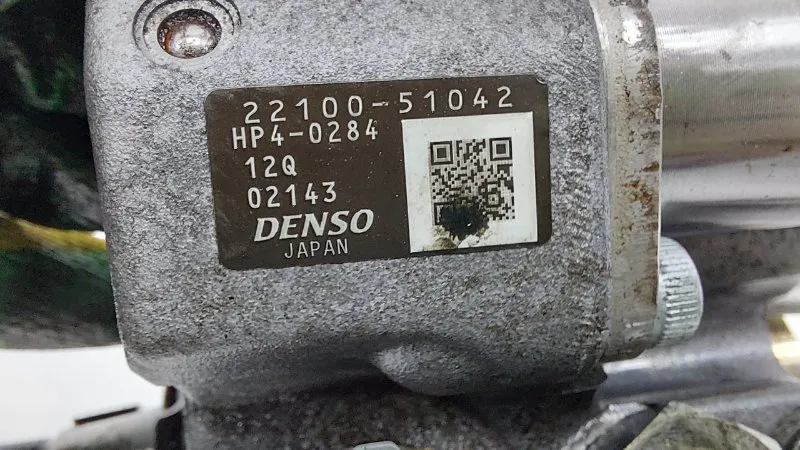 22100-51042
HP4-0284
12Q
02143
DENSO
JAPAN